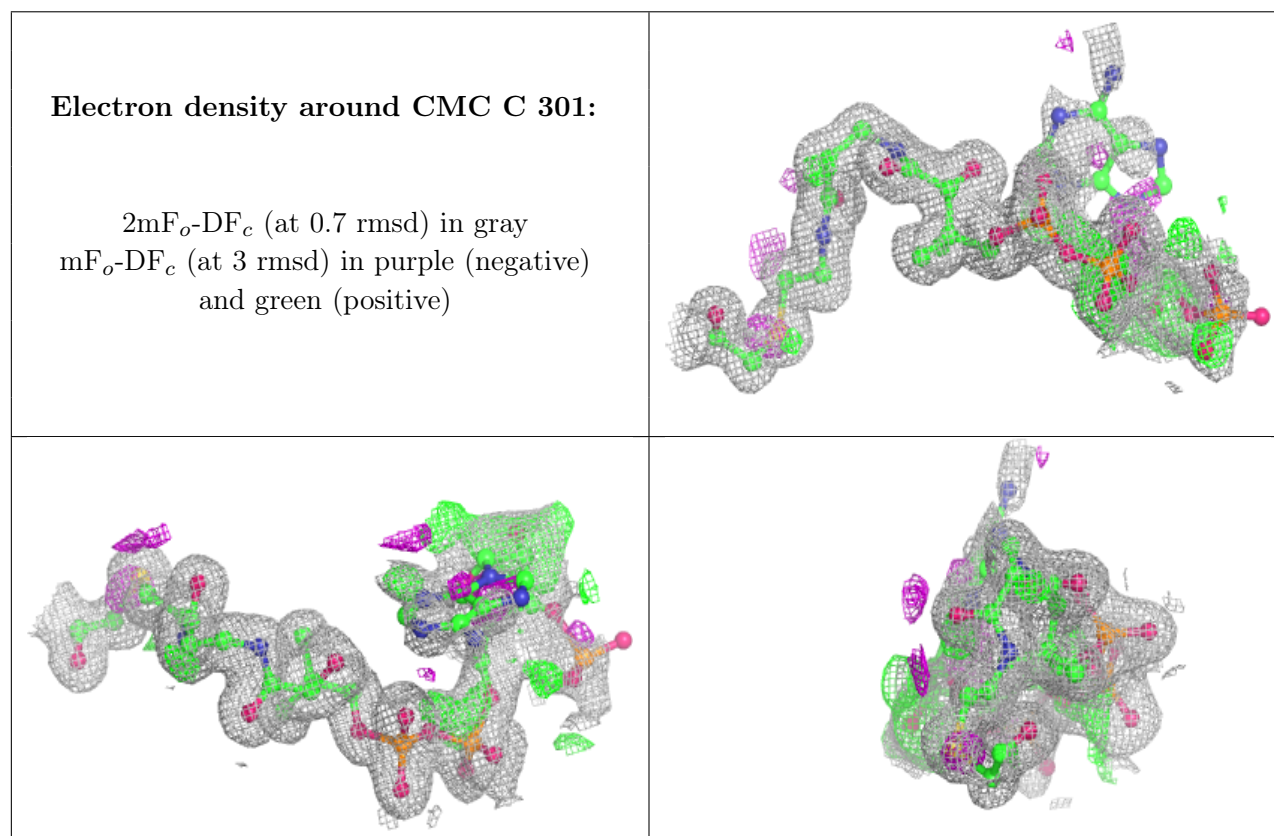 Electron density around CMC C 301:
2mFₒ-DF𝒸 (at 0.7 rmsd) in gray
mFₒ-DF𝒸 (at 3 rmsd) in purple (negative)
and green (positive)